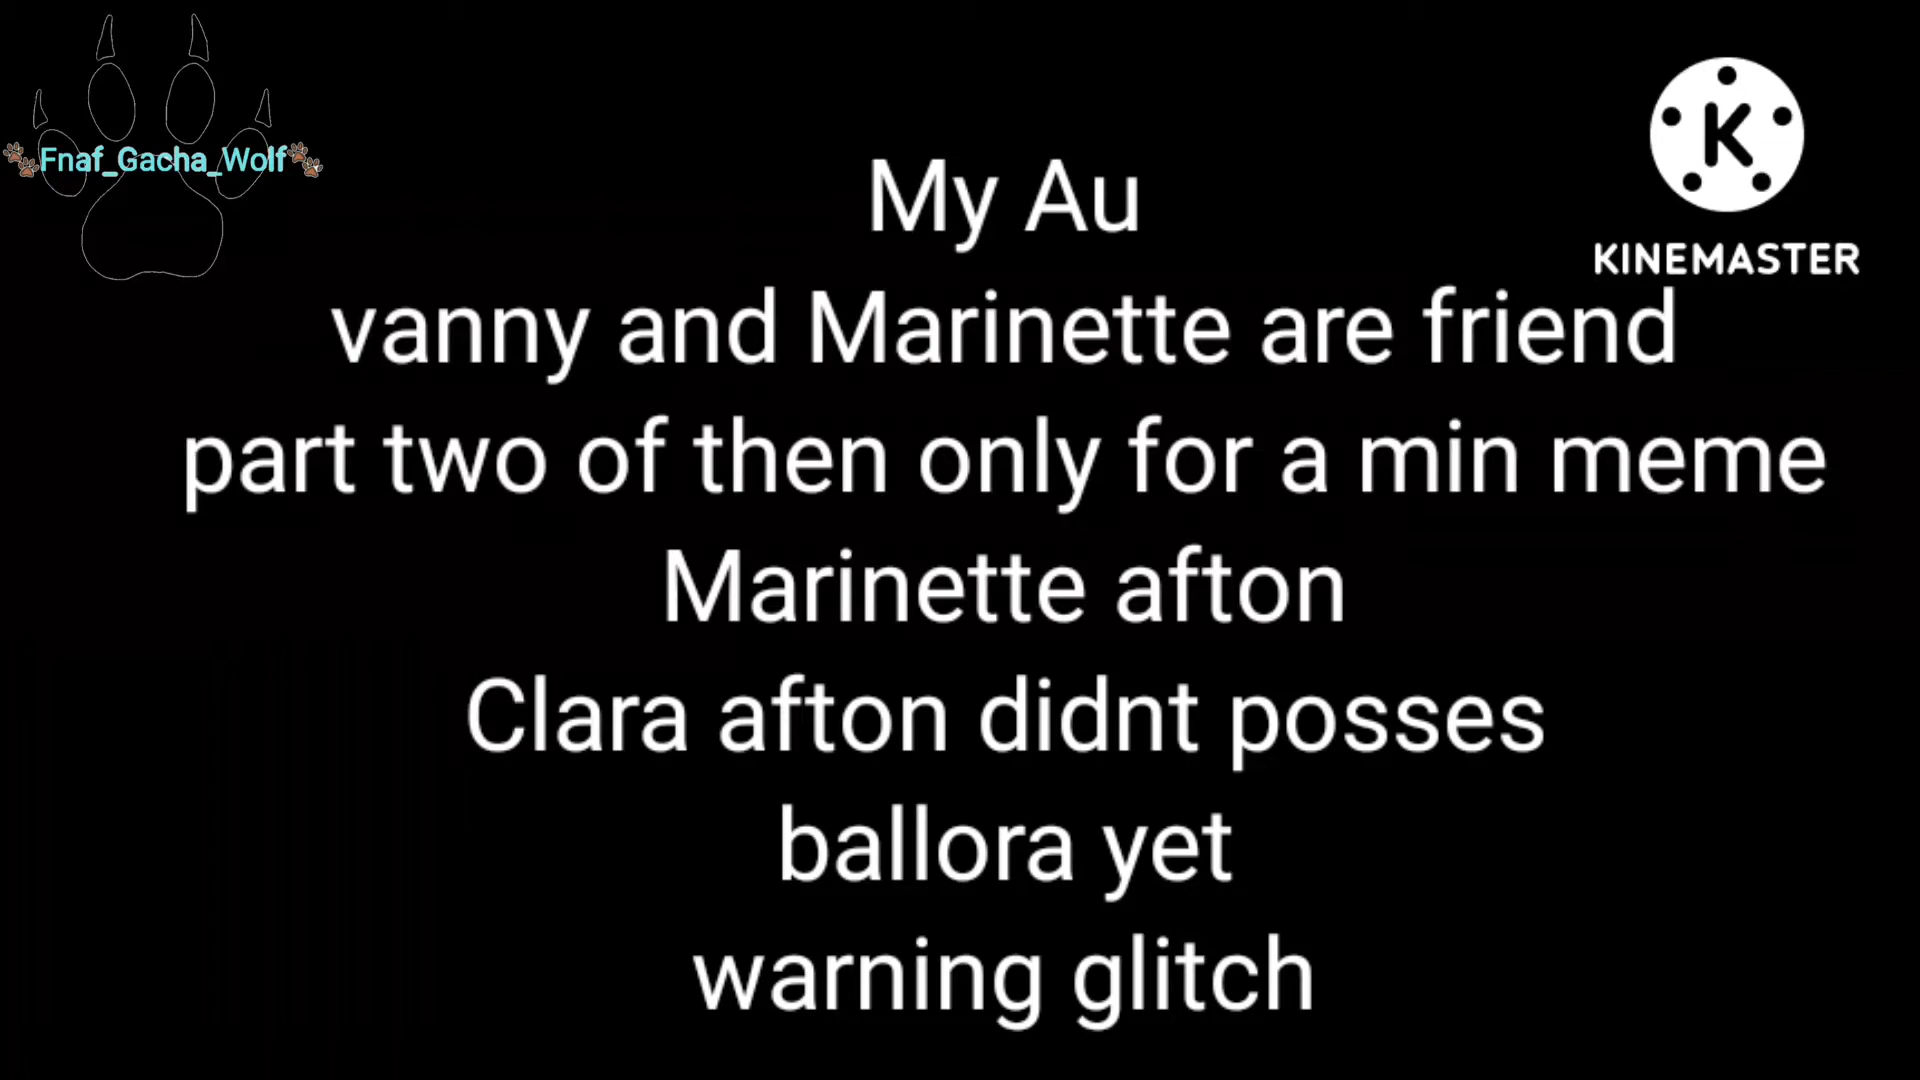 🐾Fnaf_Gacha_Wolf🐾
K
KINEMASTER
My Au
vanny and Marinette are friend
part two of then only for a min meme
Marinette afton
Clara afton didnt posses
ballora yet
warning glitch